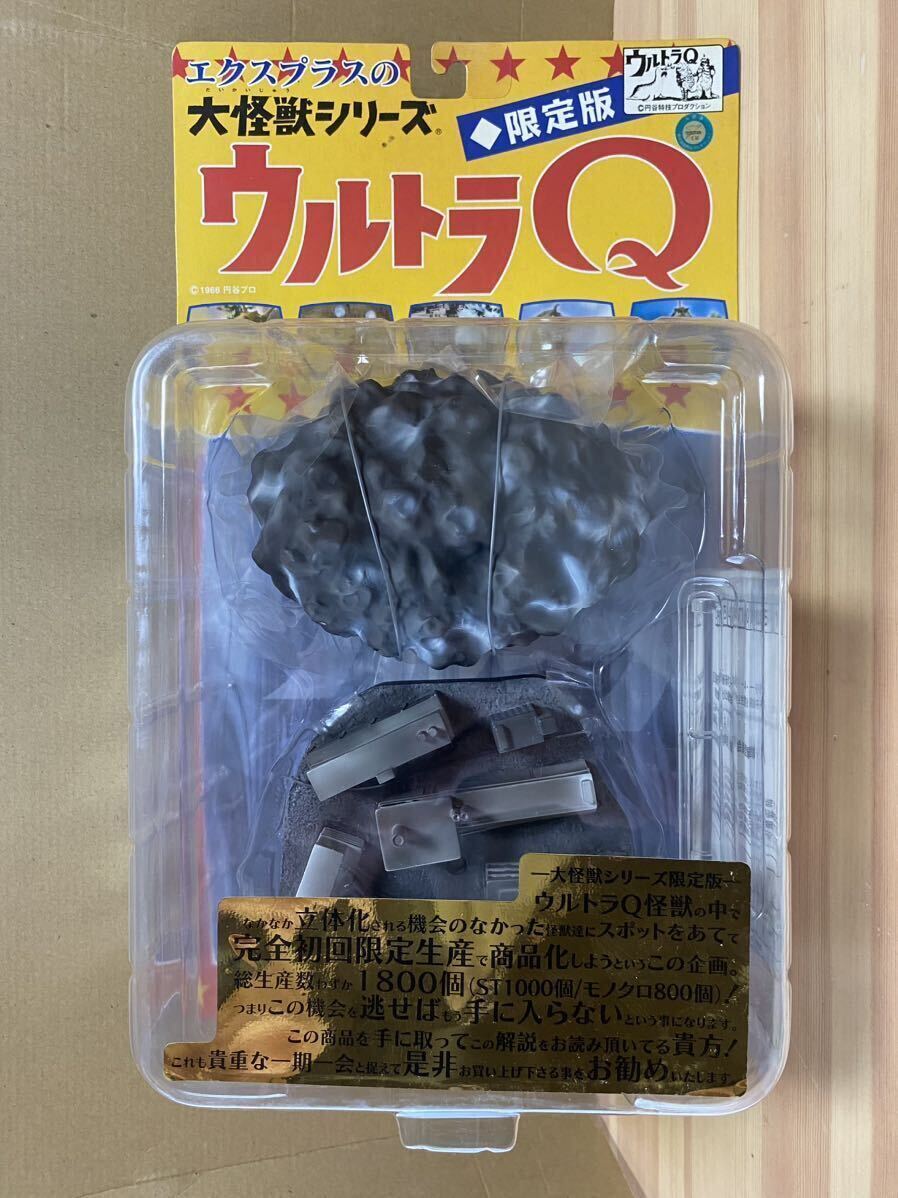 エクスプラスの
だいかいじゅう
大怪獣シリーズ®
◆限定版
ウルトラQ
©円谷特技プロダクション
ウルトラQ
©1966 円谷プロ
―大怪獣シリーズ限定版―
ウルトラQ怪獣の中で
なかなか立体化される機会のなかった怪獣達にスポットをあてて
完全初回限定生産で商品化しようというこの企画。
総生産数わずか1800個(ST1000個/モノクロ800個)!
つまりこの機会を逃せばもう手に入らないという事になります。
この商品を手に取ってこの解説をお読み頂いてる貴方!
これも貴重な一期一会と捉えて是非お買い上げ下さる事をお勧めいたします。